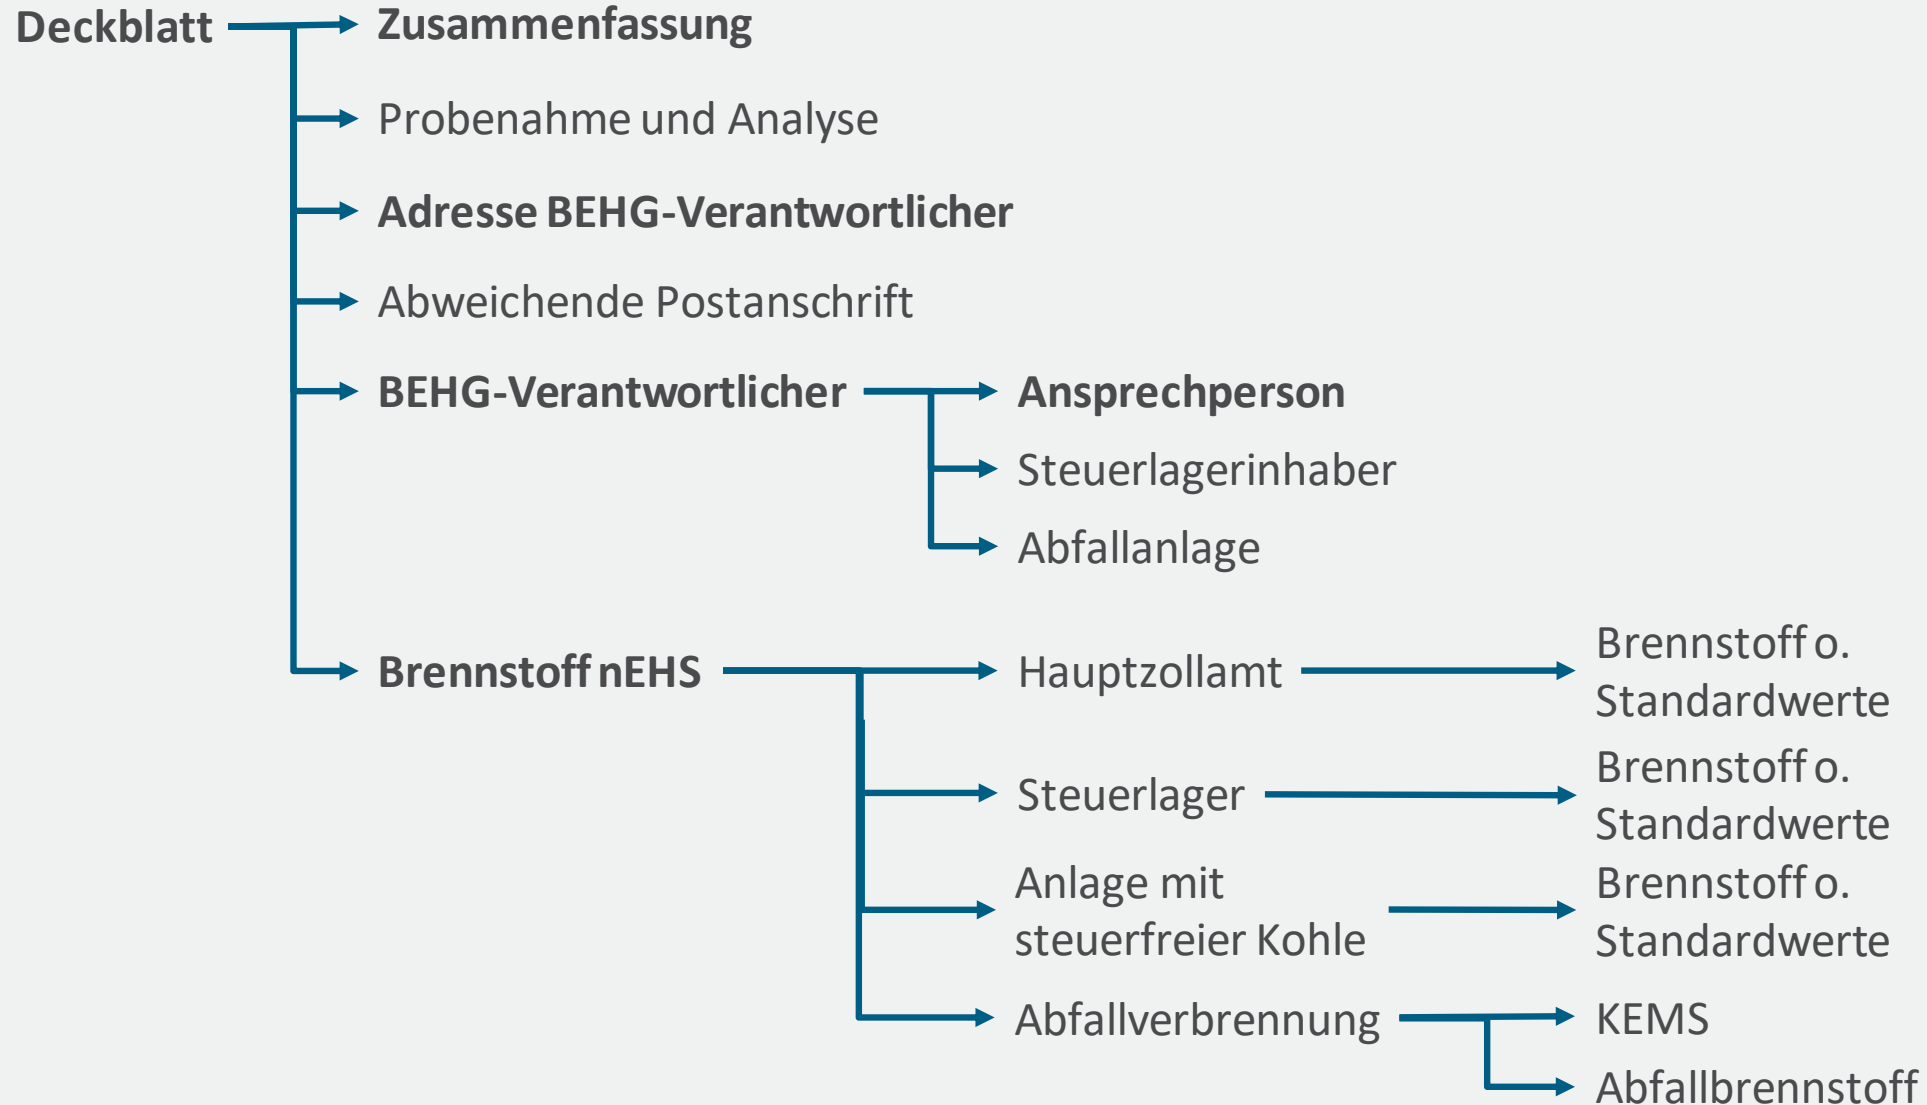 Deckblatt
Zusammenfassung
Probenahme und Analyse
Adresse BEHG-Verantwortlicher
Abweichende Postanschrift
BEHG-Verantwortlicher
Ansprechperson
Steuerlagerinhaber
Abfallanlage
Brennstoff nEHS
Hauptzollamt
Brennstoff o.
Standardwerte
Steuerlager
Brennstoff o.
Standardwerte
Anlage mit
steuerfreier Kohle
Brennstoff o.
Standardwerte
Abfallverbrennung
KEMS
Abfallbrennstoff